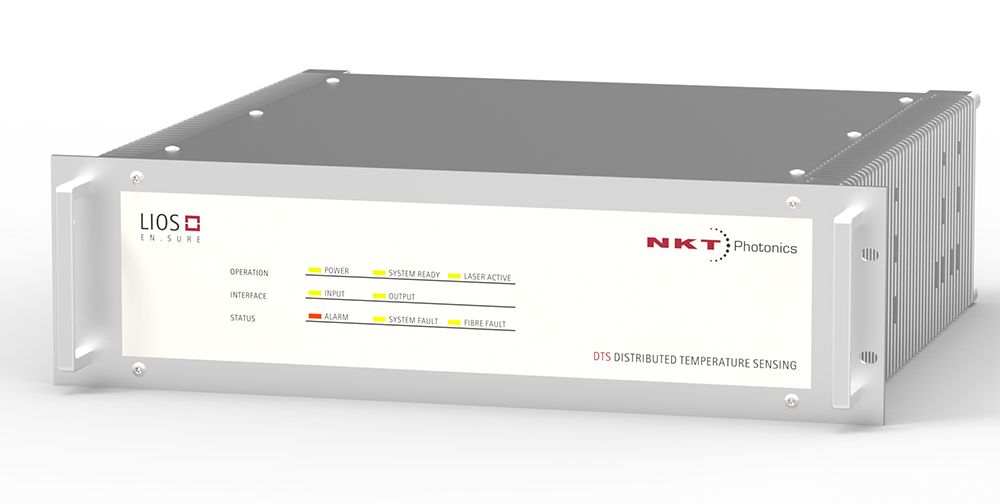 LIOS
EN.SURE
NKT Photonics
OPERATION POWER SYSTEM READY LASER ACTIVE
INTERFACE INPUT OUTPUT
STATUS ALARM SYSTEM FAULT FIBRE FAULT
DTS DISTRIBUTED TEMPERATURE SENSING